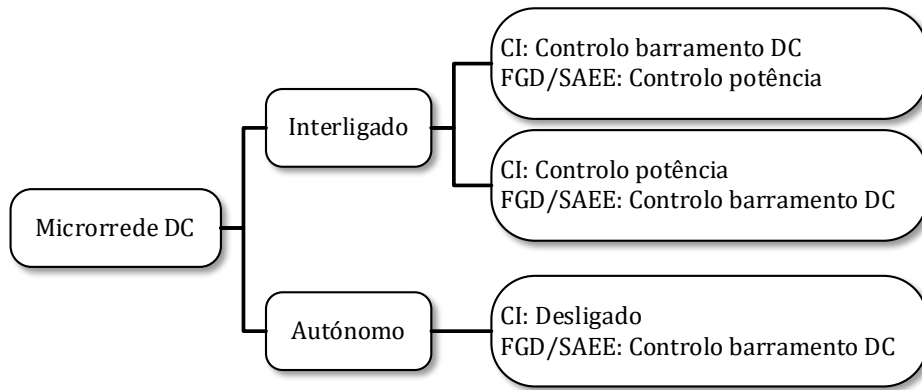 CI: Controlo barramento DC
FGD/SAEE: Controlo potência
Interligado
CI: Controlo potência
FGD/SAEE: Controlo barramento DC
Microrrede DC
Autónomo
CI: Desligado
FGD/SAEE: Controlo barramento DC